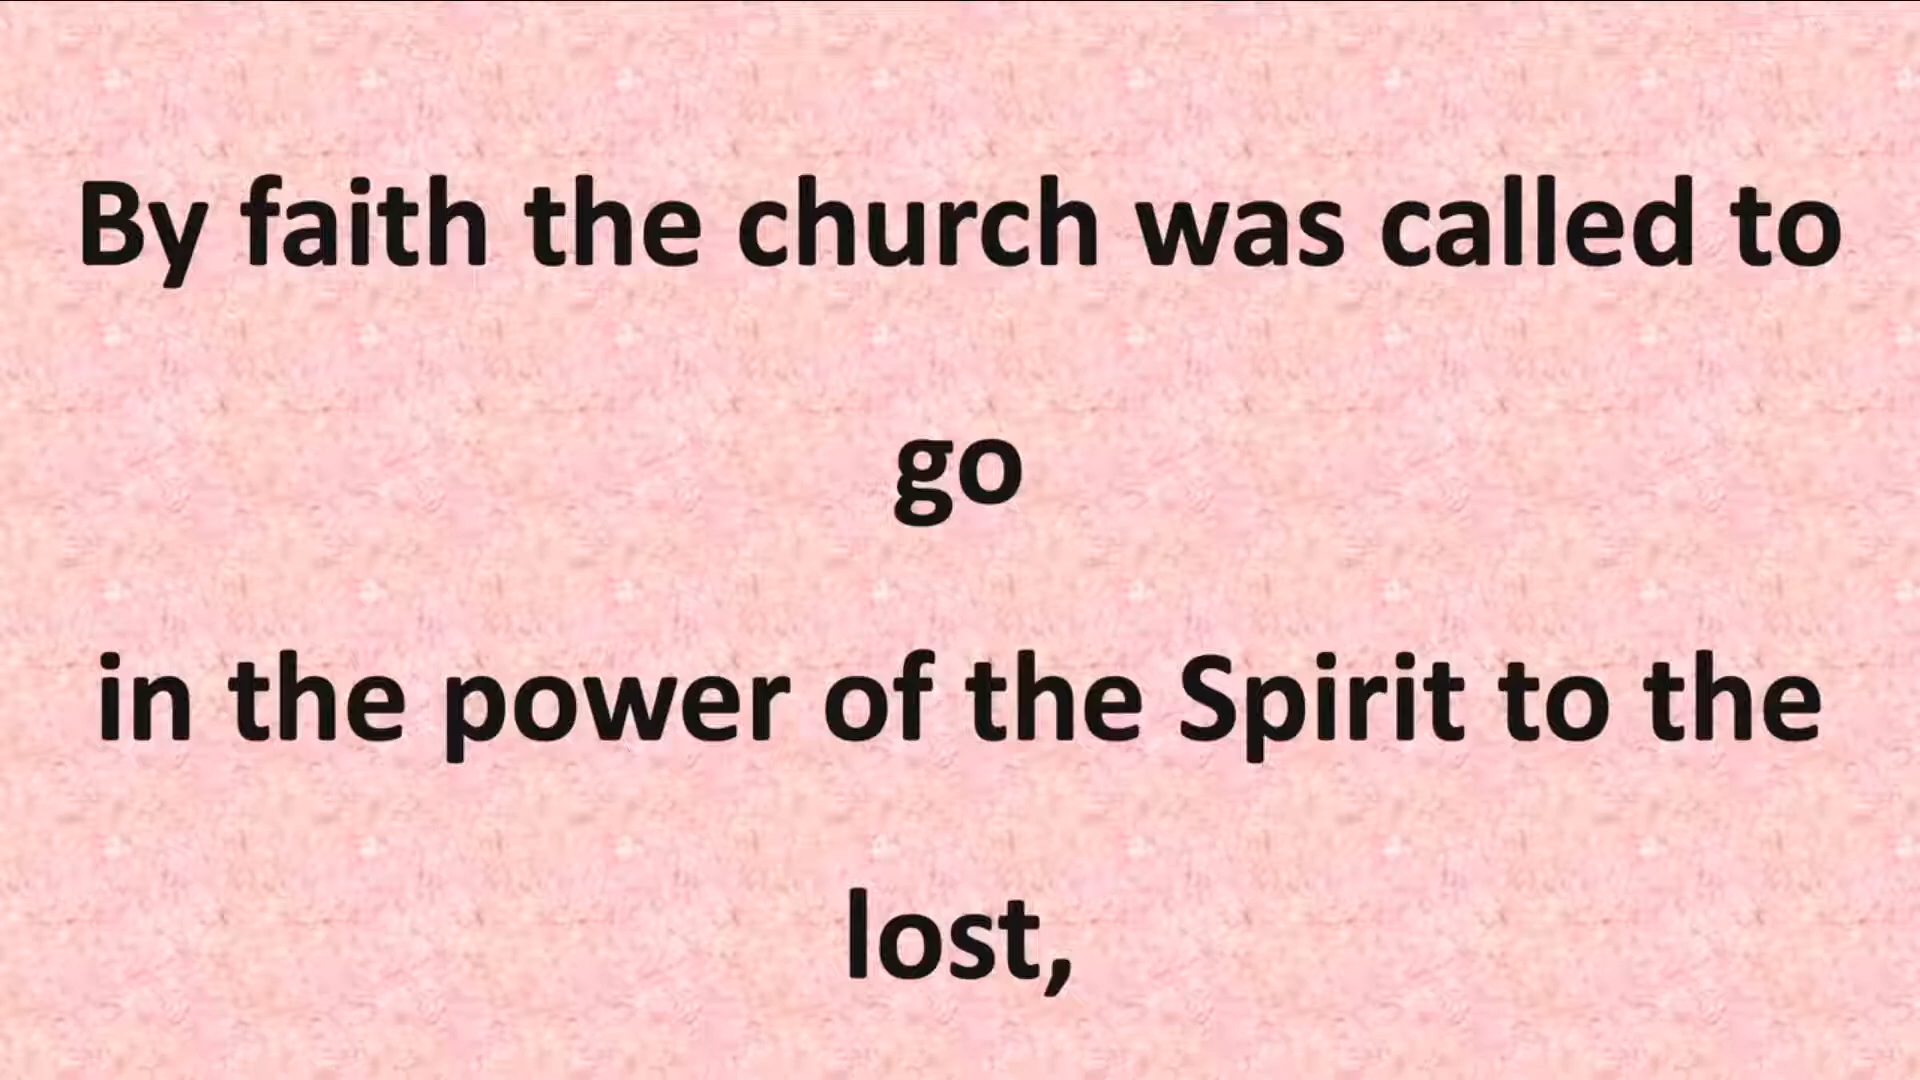 By faith the church was called to
go
in the power of the Spirit to the
lost,